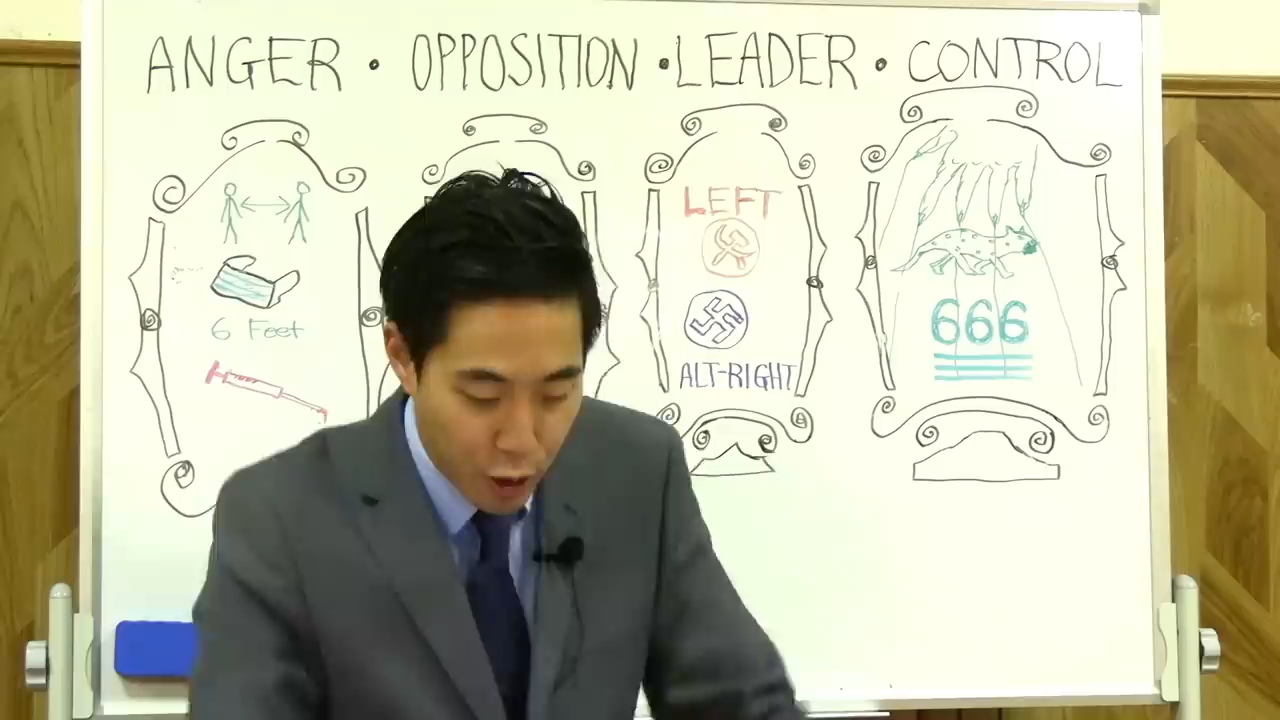 ANGER • OPPOSITION • LEADER • CONTROL
6 Feet
LEFT
ALT-RIGHT
666